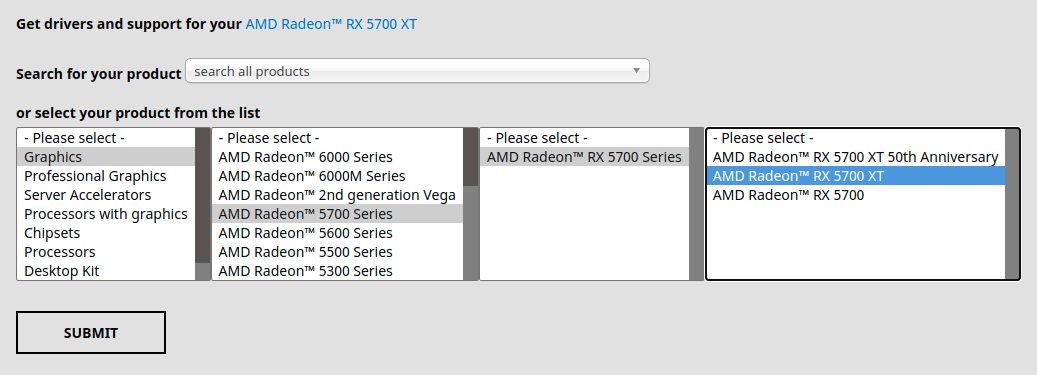 Get drivers and support for your AMD Radeon™ RX 5700 XT
Search for your product search all products
or select your product from the list
- Please select -
Graphics
Professional Graphics
Server Accelerators
Processors with graphics
Chipsets
Processors
Desktop Kit
- Please select -
AMD Radeon™ 6000 Series
AMD Radeon™ 6000M Series
AMD Radeon™ 2nd generation Vega
AMD Radeon™ 5700 Series
AMD Radeon™ 5600 Series
AMD Radeon™ 5500 Series
AMD Radeon™ 5300 Series
- Please select -
AMD Radeon™ RX 5700 Series
- Please select -
AMD Radeon™ RX 5700 XT 50th Anniversary
AMD Radeon™ RX 5700 XT
AMD Radeon™ RX 5700
SUBMIT